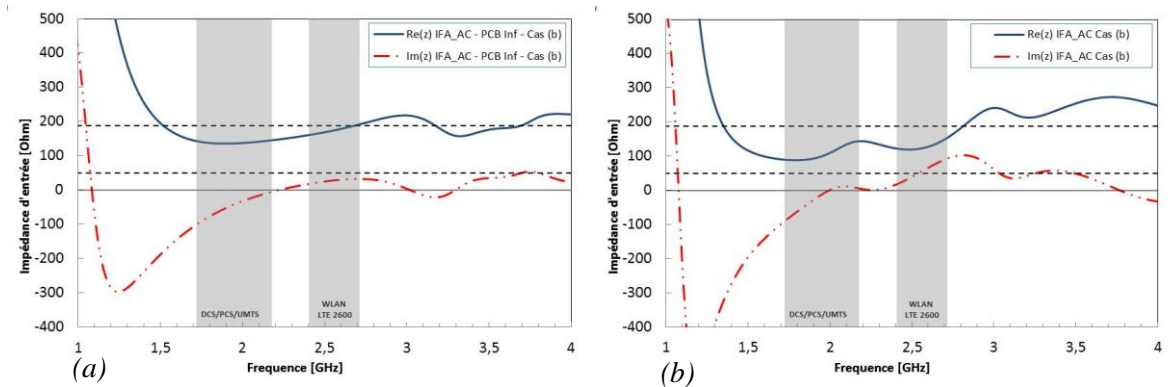 500
400
300
200
100
0
-100
-200
-300
-400
Impédance d'entrée [Ohm]
Re(z) IFA_AC - PCB Inf - Cas (b)
Im(z) IFA_AC - PCB Inf - Cas (b)
DCS/PCS/UMTS
WLAN
LTE 2600
1 1,5 2 2,5 3 3,5 4
Frequence [GHz]
(a)
500
400
300
200
100
0
-100
-200
-300
-400
Impédance d'entrée [Ohm]
Re(z) IFA_AC Cas (b)
Im(z) IFA_AC Cas (b)
DCS/PCS/UMTS
WLAN
LTE 2600
1 1,5 2 2,5 3 3,5 4
Frequence [GHz]
(b)